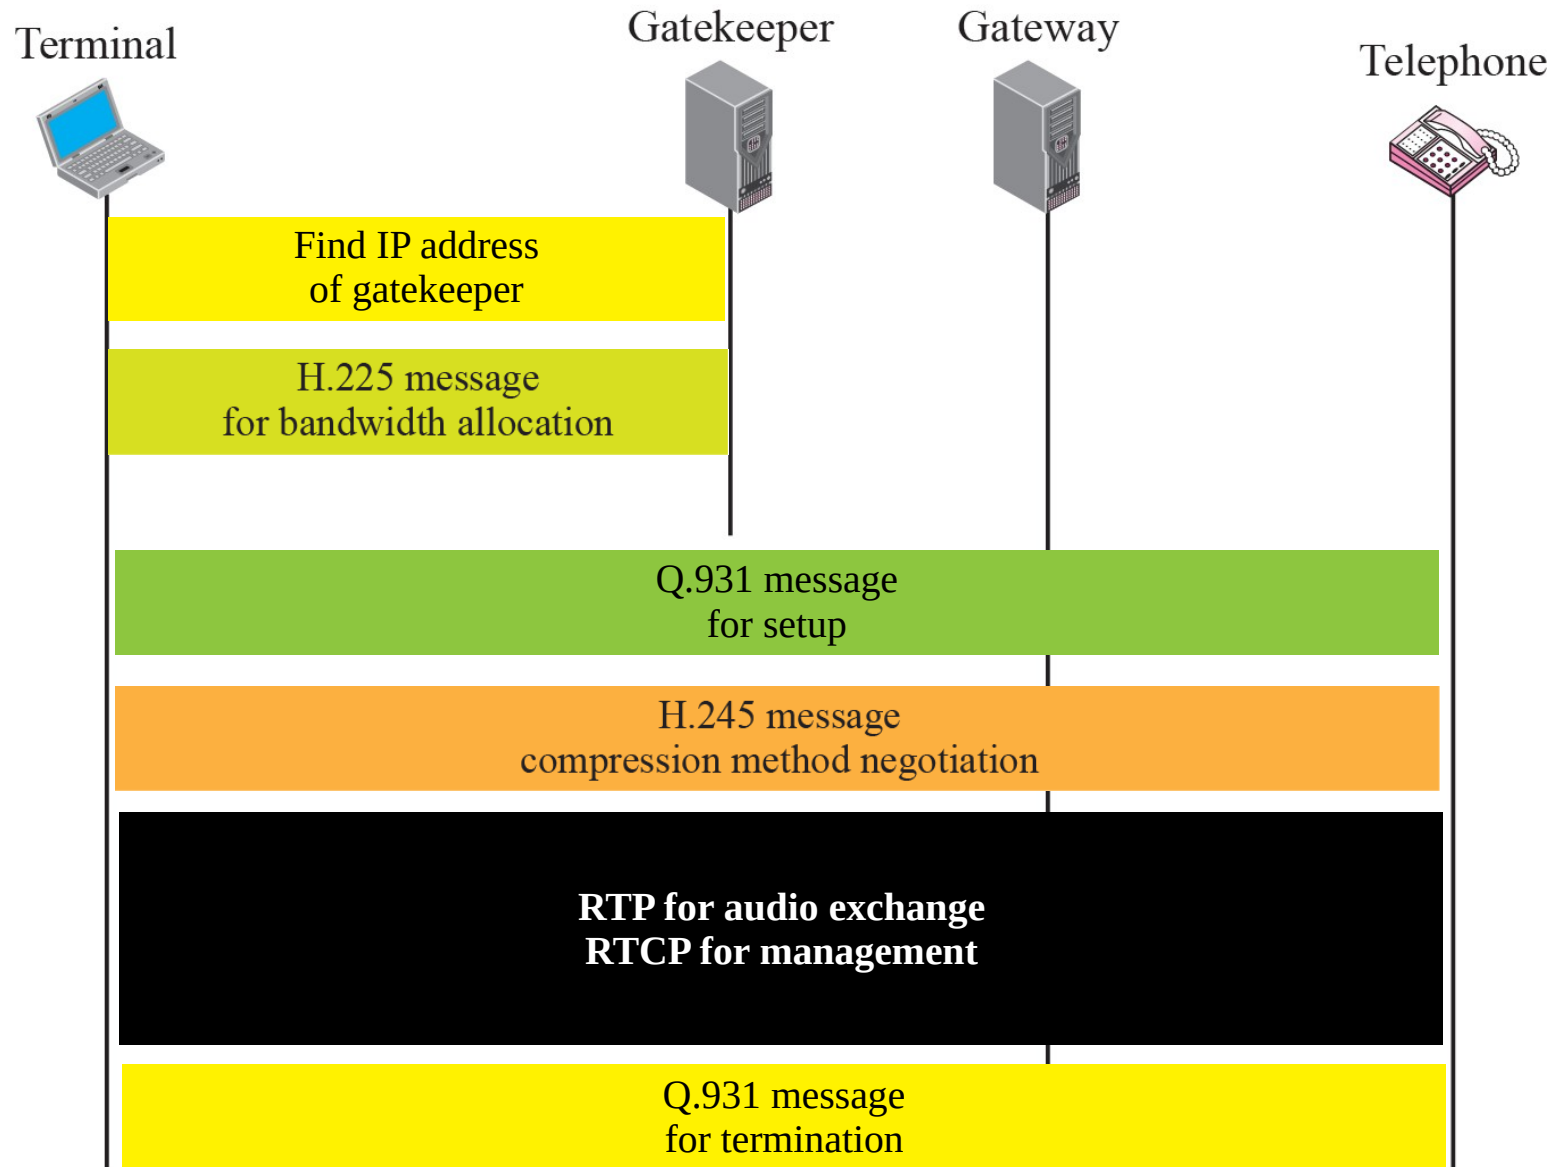 Terminal
Gatekeeper
Gateway
Telephone
Find IP address
of gatekeeper
H.225 message
for bandwidth allocation
Q.931 message
for setup
H.245 message
compression method negotiation
RTP for audio exchange
RTCP for management
Q.931 message
for termination